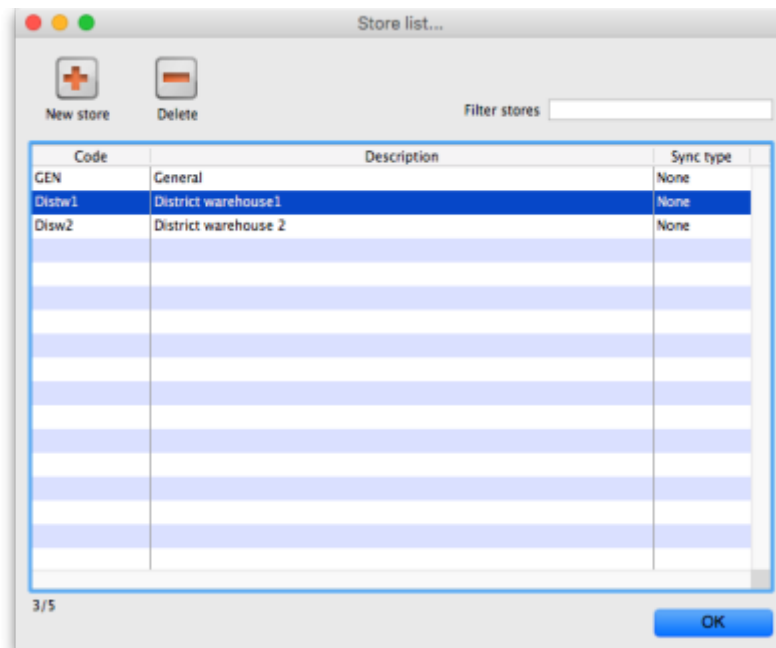 Store list...
New store Delete Filter stores
Code Description Sync type
GEN General None
Distw1 District warehouse1 None
Disw2 District warehouse 2 None
3/5
OK